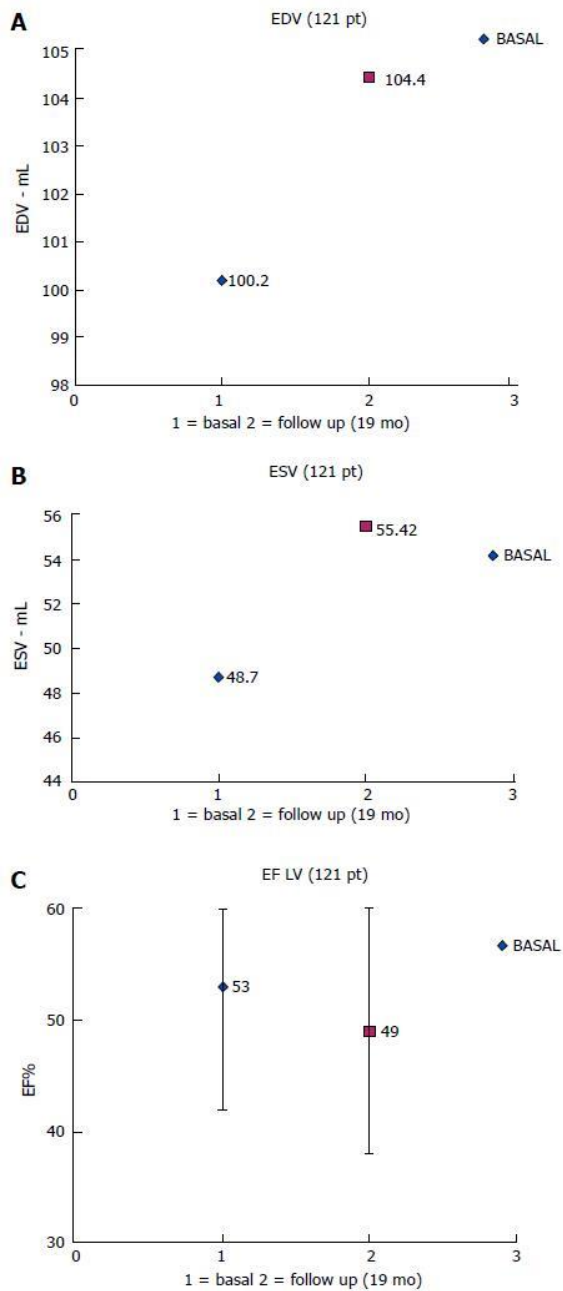 A
EDV (121 pt)
105
BASAL
104
104.4
103
EDV - mL
102
101
100
100.2
99
98
0
1
2
3
1 = basal 2 = follow up (19 mo)
B
ESV (121 pt)
56
55.42
54
BASAL
52
ESV - mL
50
48
48.7
46
44
0
1
2
3
1 = basal 2 = follow up (19 mo)
C
EF LV (121 pt)
60
BASAL
53
50
49
EF%
40
30
0
1
2
3
1 = basal 2 = follow up (19 mo)